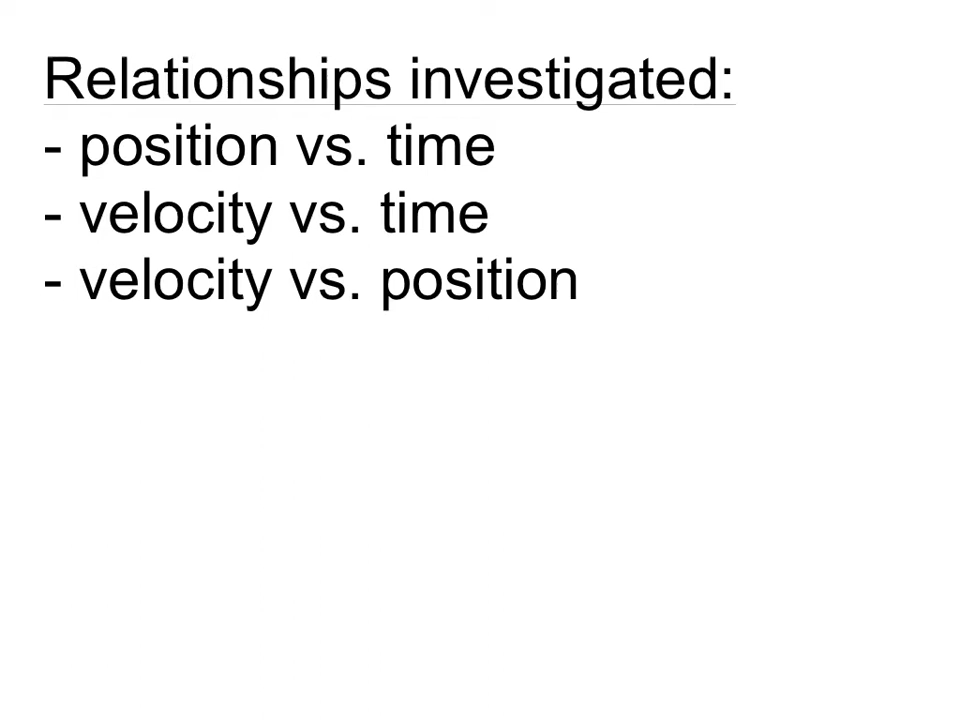 Relationships investigated:
- position vs. time
- velocity vs. time
- velocity vs. position